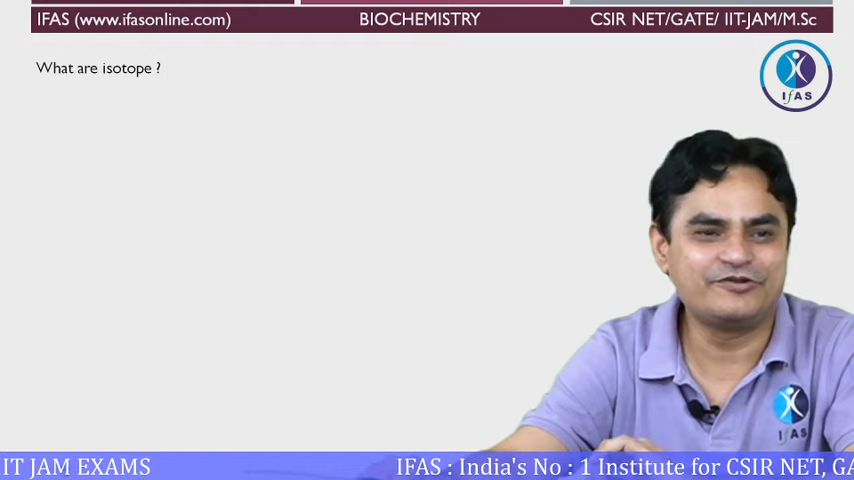 IFAS (www.ifasonline.com) BIOCHEMISTRY CSIR NET/GATE/ IIT-JAM/M.Sc
What are isotope ?
IfAS
IfAS
IIT JAM EXAMS IFAS : India's No : 1 Institute for CSIR NET, GA